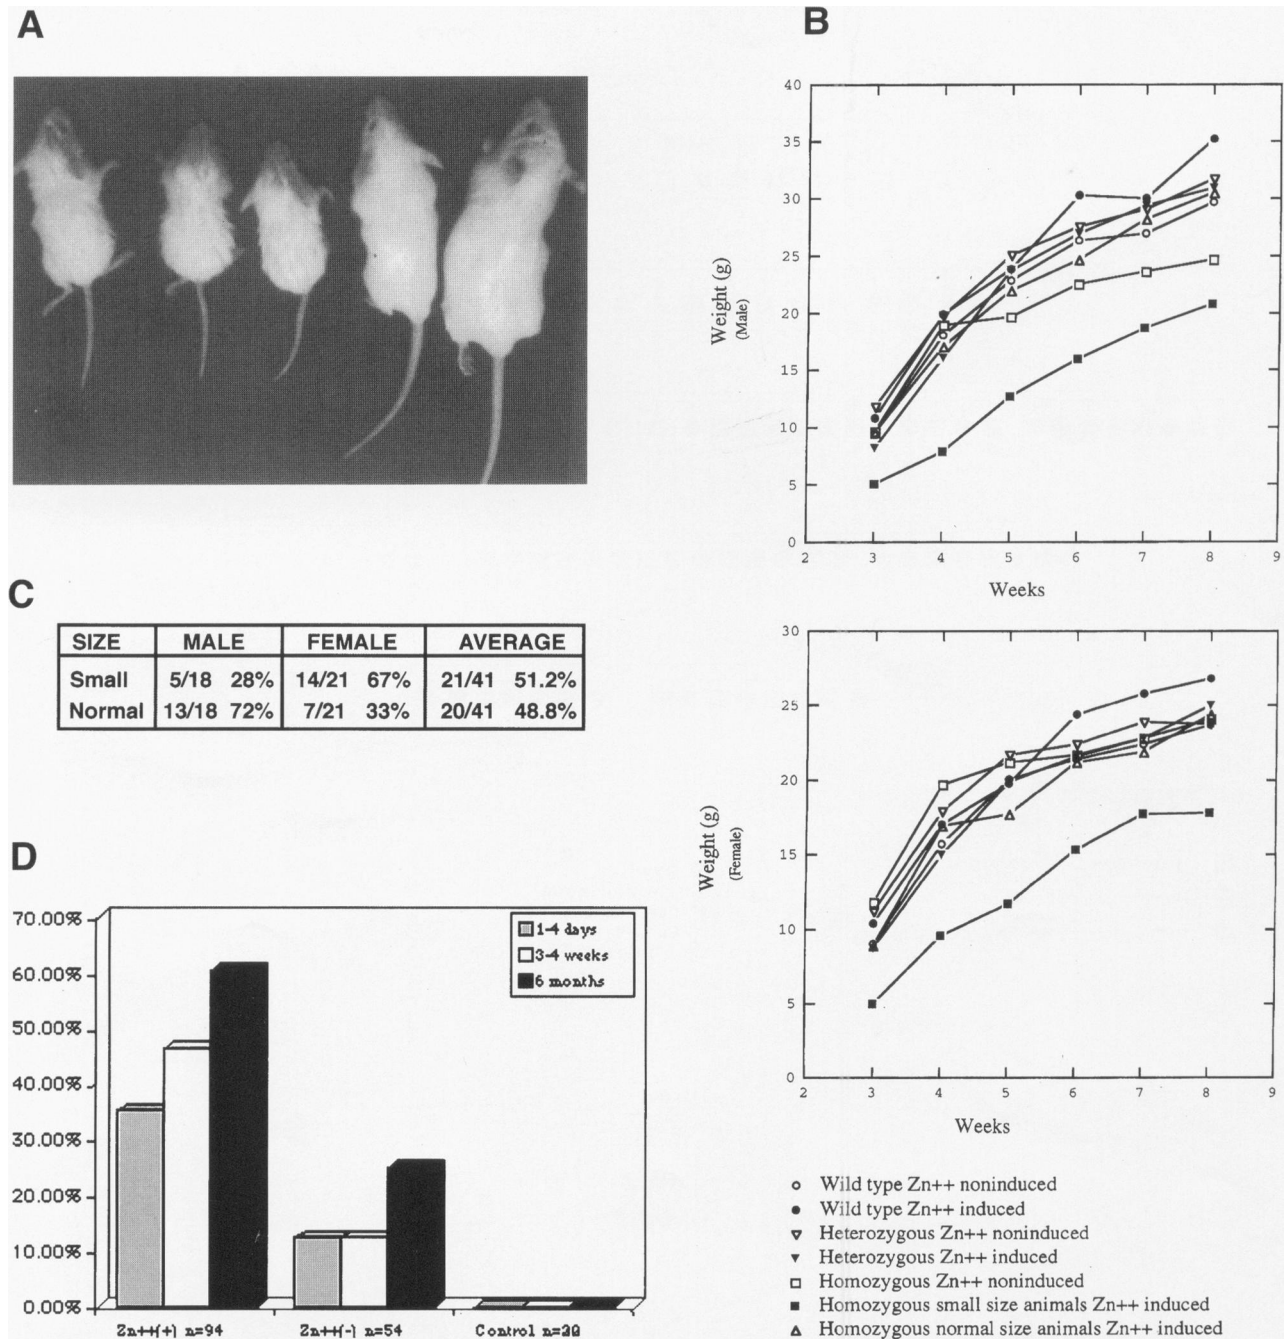 A
B
40
35
30
25
20
15
10
5
0
Weight (g)
(Male)
2 3 4 5 6 7 8 9
Weeks
C
SIZE MALE FEMALE AVERAGE
Small 5/18 28% 14/21 67% 21/41 51.2%
Normal 13/18 72% 7/21 33% 20/41 48.8%
30
25
20
15
10
5
0
Weight (g)
(Female)
2 3 4 5 6 7 8 9
Weeks
D
70.00%
60.00%
50.00%
40.00%
30.00%
20.00%
10.00%
0.00%
1-4 days
3-4 weeks
6 months
Zn++(+) n=94 Zn++(-) n=54 Control n=20
Wild type Zn++ noninduced
Wild type Zn++ induced
Heterozygous Zn++ noninduced
Heterozygous Zn++ induced
Homozygous Zn++ noninduced
Homozygous small size animals Zn++ induced
Homozygous normal size animals Zn++ induced